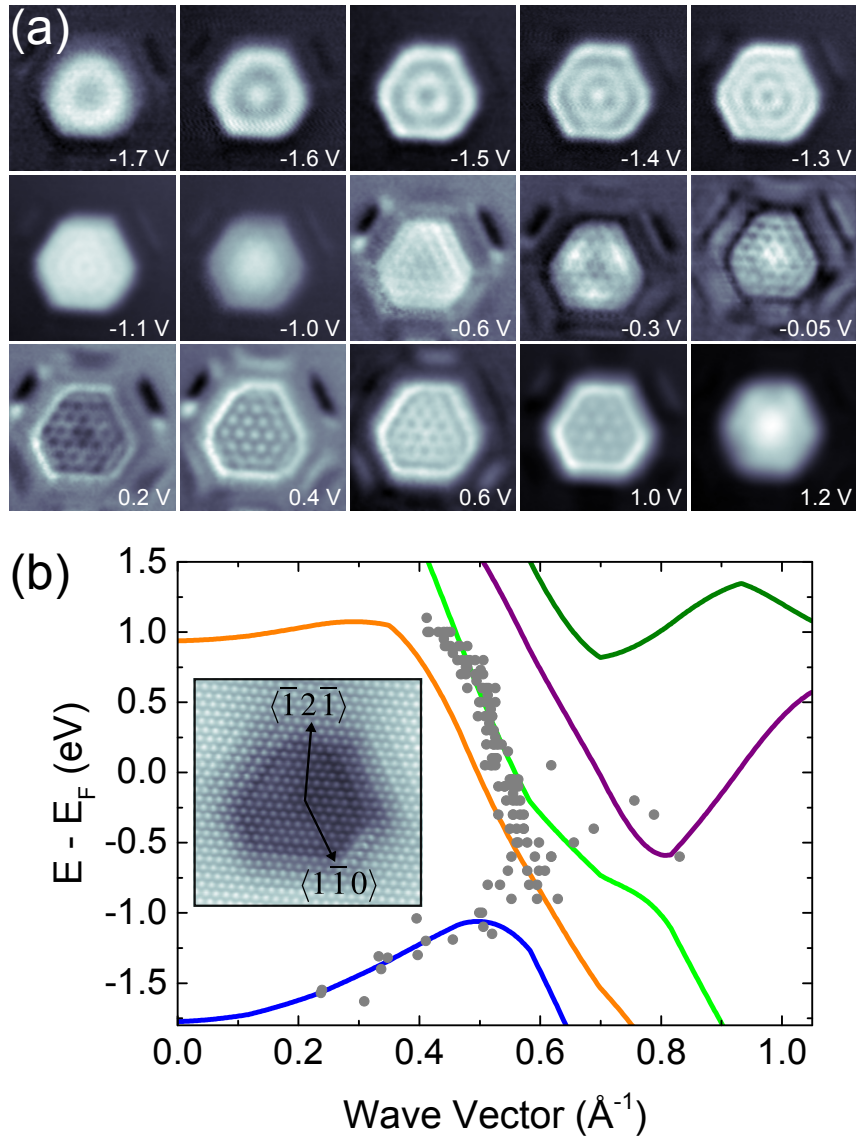 (a)
-1.7 V -1.6 V -1.5 V -1.4 V -1.3 V
-1.1 V -1.0 V -0.6 V -0.3 V -0.05 V
0.2 V 0.4 V 0.6 V 1.0 V 1.2 V
(b)
1.5
1.0
0.5
0.0
-0.5
-1.0
-1.5
E - E_F (eV)
⟨1̅21̅⟩
⟨11̅0⟩
0.0 0.2 0.4 0.6 0.8 1.0
Wave Vector (Å⁻¹)